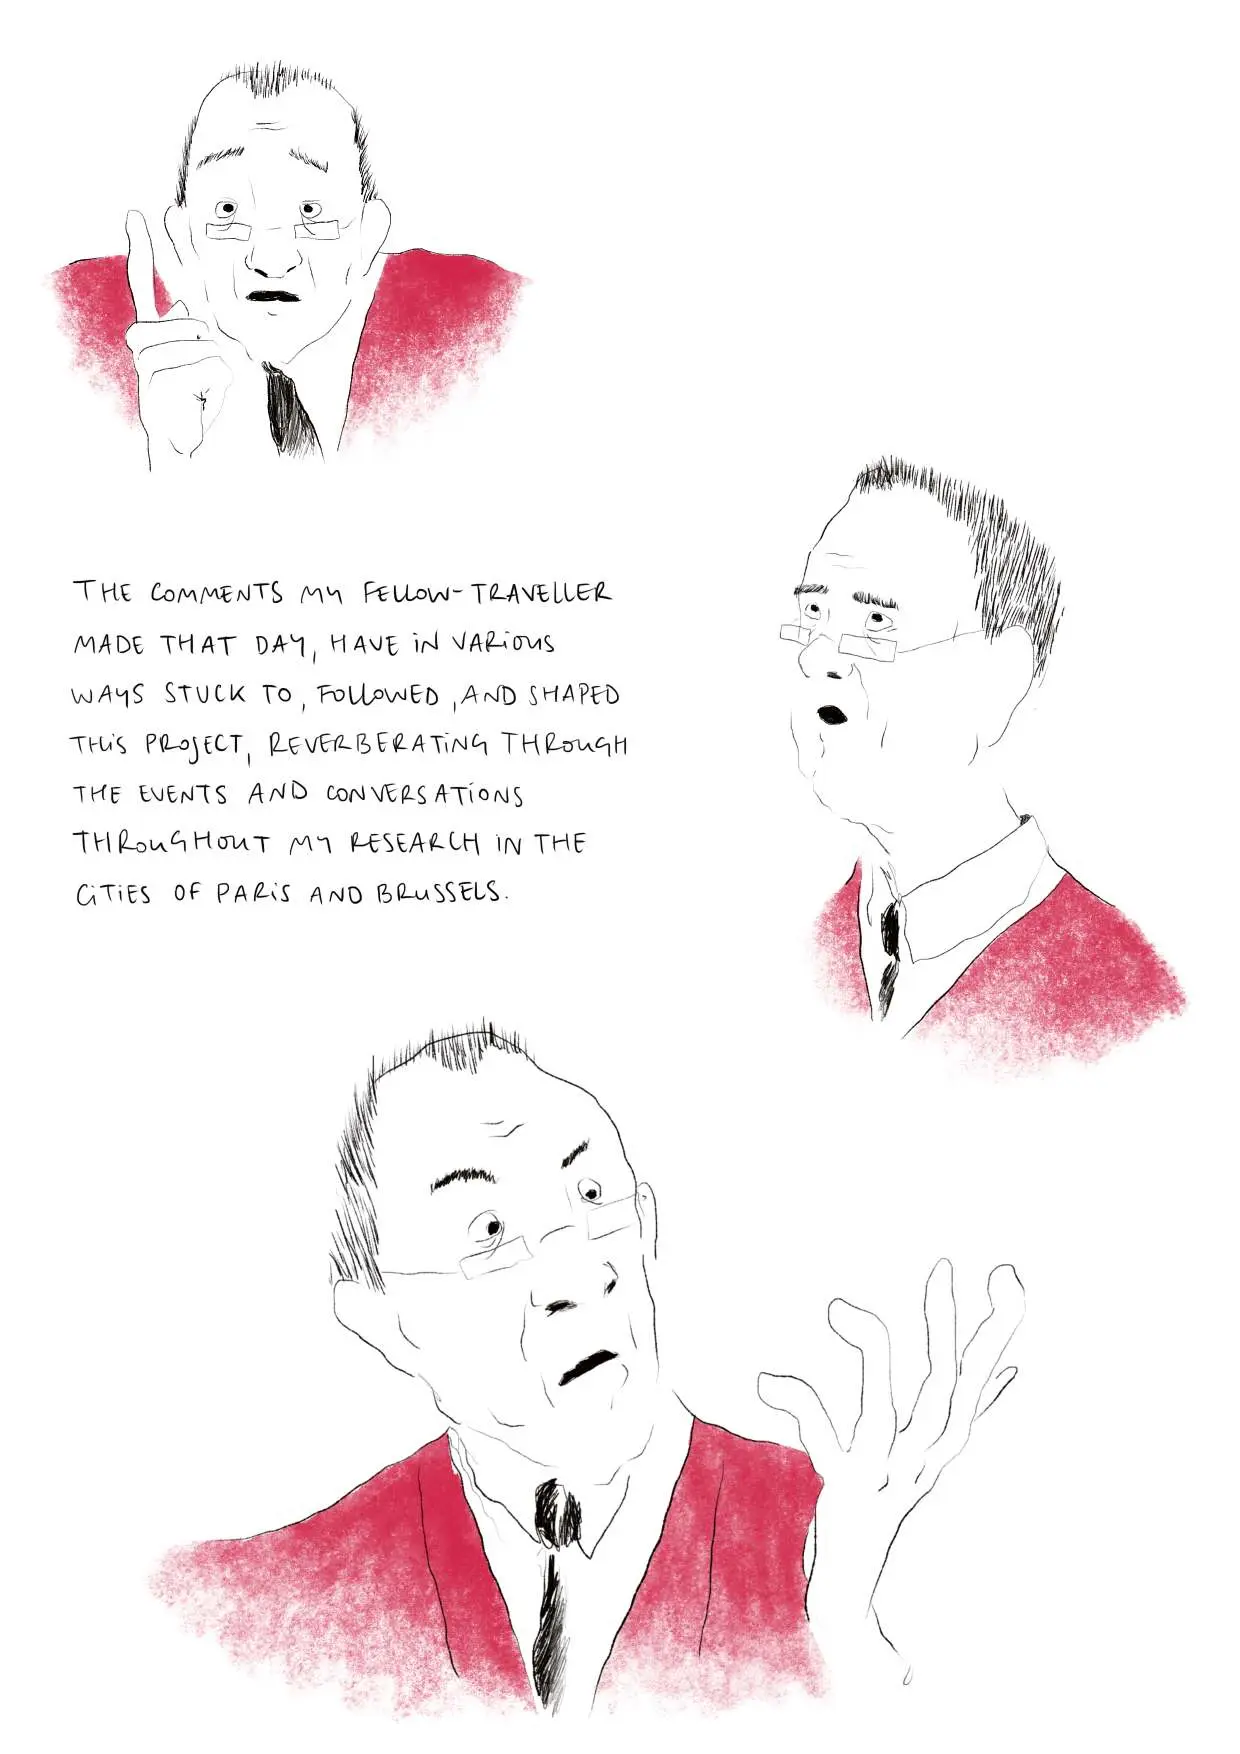 THE COMMENTS MY FELLOW-TRAVELLER
MADE THAT DAY, HAVE IN VARIOUS
WAYS STUCK TO, FOLLOWED, AND SHAPED
THIS PROJECT, REVERBERATING THROUGH
THE EVENTS AND CONVERSATIONS
THROUGHOUT MY RESEARCH IN THE
CITIES OF PARIS AND BRUSSELS.